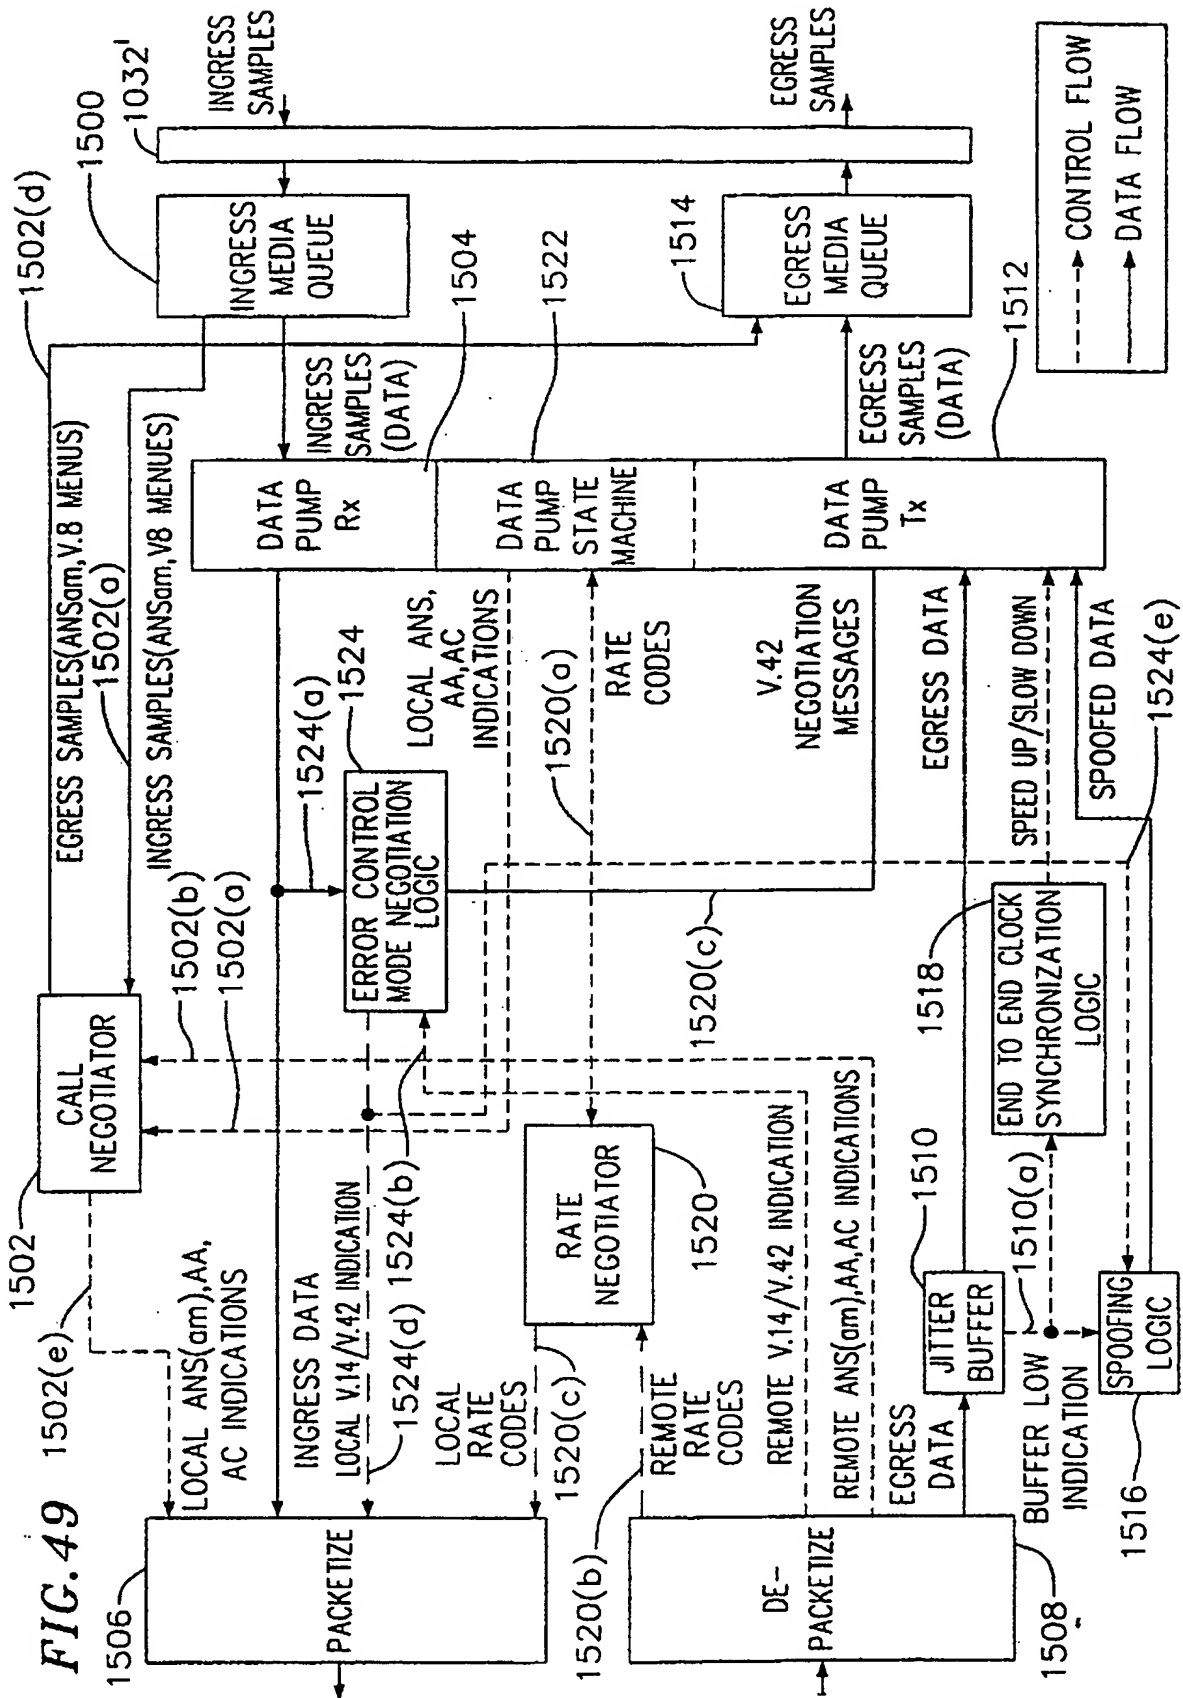 FIG. 49
1502(d)
1500
1032'
INGRESS
SAMPLES
EGRESS SAMPLES(ANSam,V.8 MENUS)
1502(a)
INGRESS SAMPLES(ANSam,V8 MENUES)
INGRESS
MEDIA
QUEUE
1502
CALL
NEGOTIATOR
1502(b)
1502(a)
1502(e)
LOCAL ANS(am),AA,
AC INDICATIONS
1506
PACKETIZE
INGRESS DATA
LOCAL V.14/V.42 INDICATION
1524(d)
1524(b)
1524(a)
1524
ERROR CONTROL
MODE NEGOTIATION
LOGIC
LOCAL ANS,
AA,AC
INDICATIONS
DATA
PUMP
Rx
INGRESS
SAMPLES
(DATA)
1504
1522
DATA
PUMP
STATE
MACHINE
LOCAL
RATE
CODES
1520(c)
1520(b)
REMOTE
RATE
CODES
RATE
NEGOTIATOR
1520
1520(a)
RATE
CODES
1520(c)
V.42
NEGOTIATION
MESSAGES
DATA
PUMP
Tx
EGRESS
SAMPLES
(DATA)
1512
1514
EGRESS
MEDIA
QUEUE
EGRESS
SAMPLES
DE-
PACKETIZE
1508
REMOTE V.14/V.42 INDICATION
REMOTE ANS(am),AA,AC INDICATIONS
EGRESS
DATA
1510
JITTER
BUFFER
1510(a)
BUFFER LOW
INDICATION
SPOOFING
LOGIC
1516
1518
END TO END CLOCK
SYNCHRONIZATION
LOGIC
EGRESS DATA
SPEED UP/SLOW DOWN
SPOOFED DATA
1524(e)
CONTROL FLOW
DATA FLOW